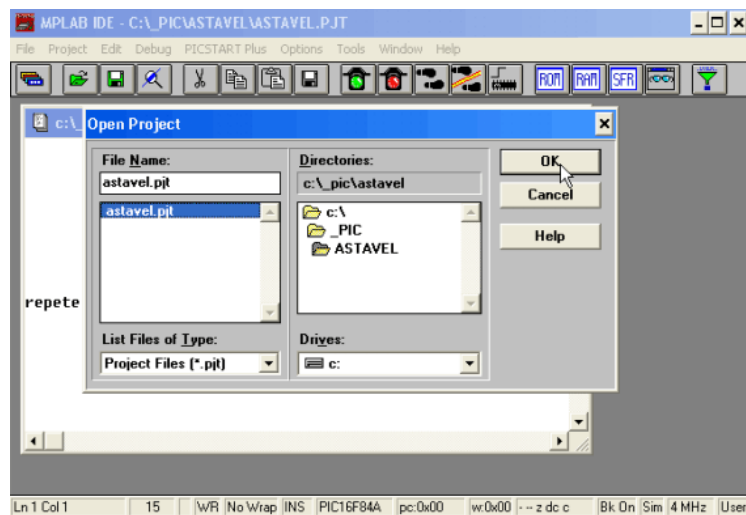 MPLAB IDE - C:\_PIC\ASTAVEL\ASTAVEL.PJT
File Project Edit Debug PICSTART Plus Options Tools Window Help
ROM RAM SFR
c:\_
Open Project
File Name:
astavel.pjt
astavel.pjt
Directories:
c:\_pic\astavel
c:\
_PIC
ASTAVEL
OK
Cancel
Help
repete
List Files of Type:
Project Files (*.pjt)
Drives:
c:
Ln 1 Col 1 15 WR No Wrap INS PIC16F84A pc:0x00 w:0x00 - -- z dc c Bk On Sim 4 MHz User